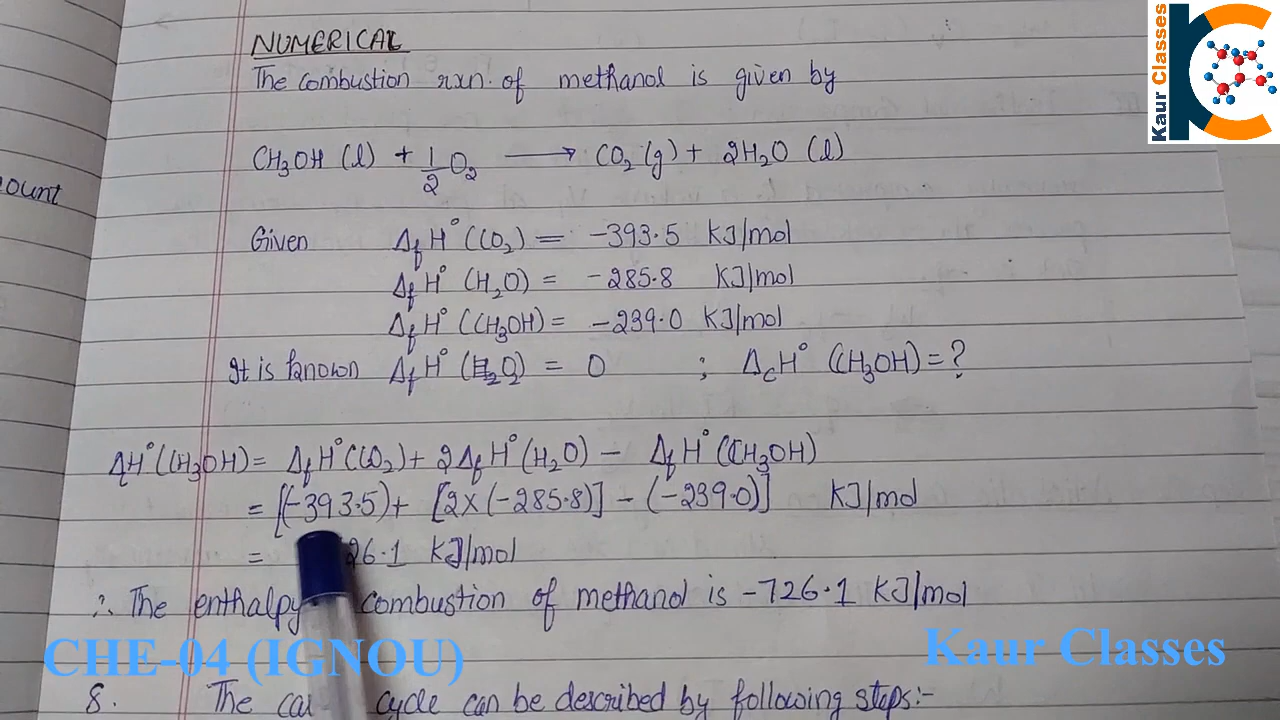 Kaur Classes
NUMERICAL
The combustion rxn. of methanol is given by
CH₃OH (l) + 1/2 O₂ ⟶ CO₂ (g) + 2H₂O (l)
ount
Given ΔfH° (CO₂) = -393.5 KJ/mol
ΔfH° (H₂O) = -285.8 KJ/mol
ΔfH° (CH₃OH) = -239.0 KJ/mol
It is known ΔfH° = 0 ; ΔcH° (CH₃OH) = ?
ΔH° (CH₃OH) = ΔfH° (CO₂) + 2ΔfH° (H₂O) - ΔfH° (CH₃OH)
= [(-393.5) + [2×(-285.8)] - (-239.0)] KJ/mol
= 26.1 KJ/mol
∴ The enthalpy combustion of methanol is -726.1 KJ/mol
CHE-04 (IGNOU)
Kaur Classes
8. The cycle can be described by following steps:-